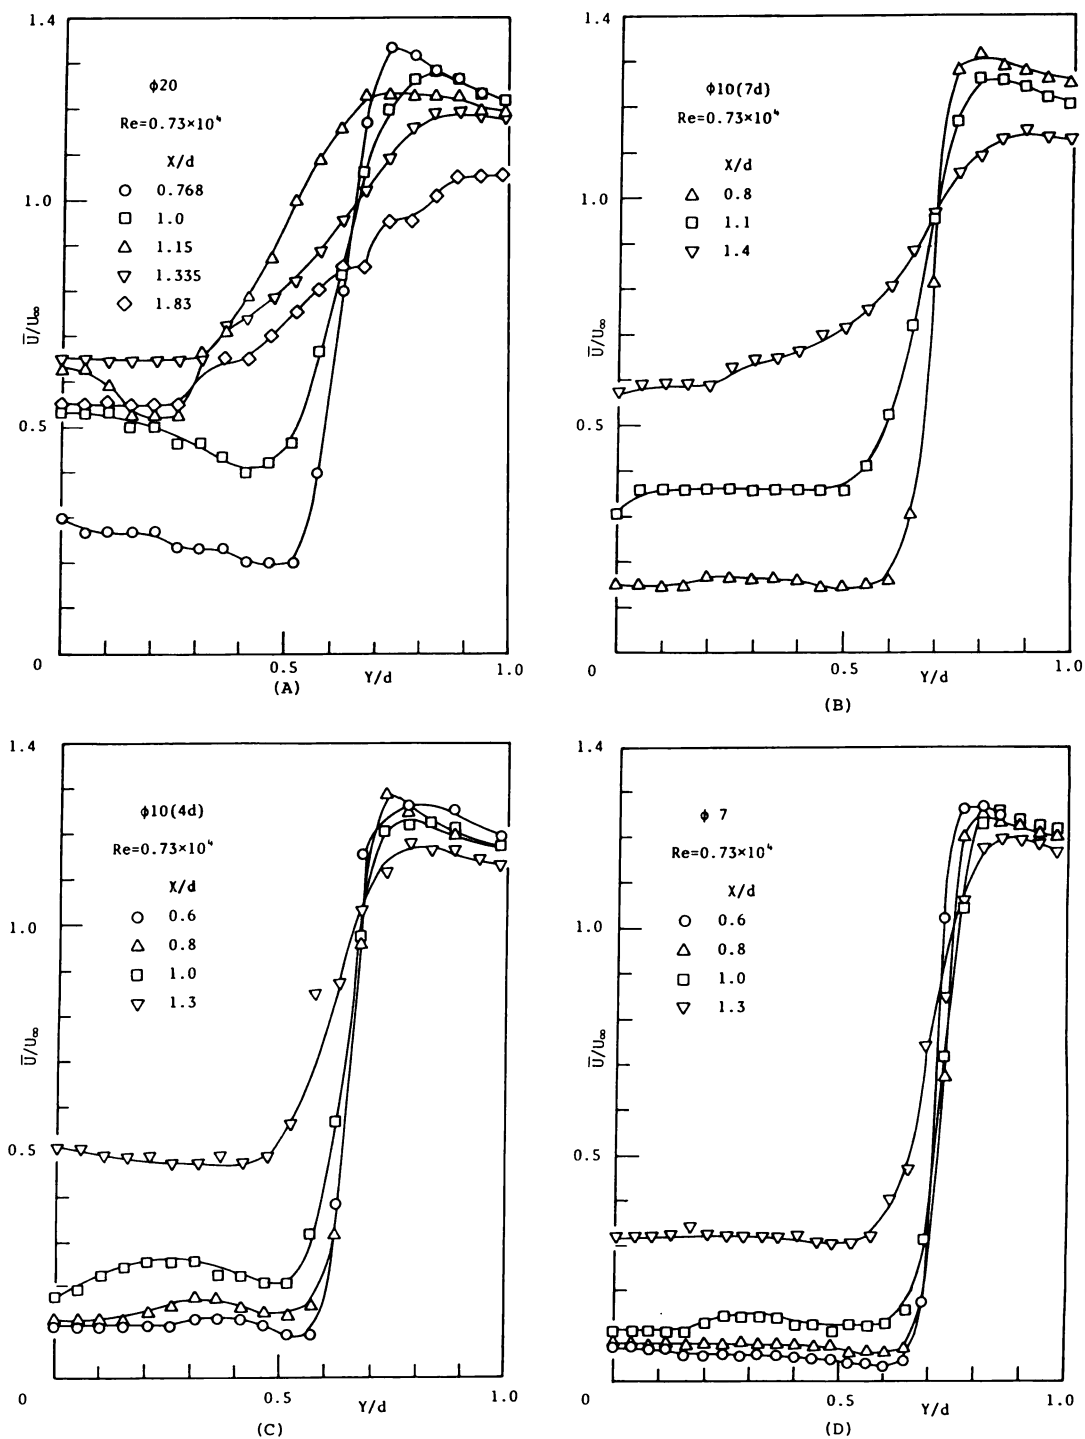 1.4
φ20
Re=0.73×10⁴
X/d
0.768
1.0
1.15
1.335
1.83
1.0
U̅/U∞
0.5
0
0.5
Y/d
1.0
(A)
1.4
φ10(7d)
Re=0.73×10⁴
X/d
0.8
1.1
1.4
1.0
U̅/U∞
0.5
0
0.5
Y/d
1.0
(B)
1.4
φ10(4d)
Re=0.73×10⁴
X/d
0.6
0.8
1.0
1.3
1.0
U̅/U∞
0.5
0
0.5
Y/d
1.0
(C)
1.4
φ 7
Re=0.73×10⁴
X/d
0.6
0.8
1.0
1.3
1.0
U̅/U∞
0.5
0
0.5
Y/d
1.0
(D)